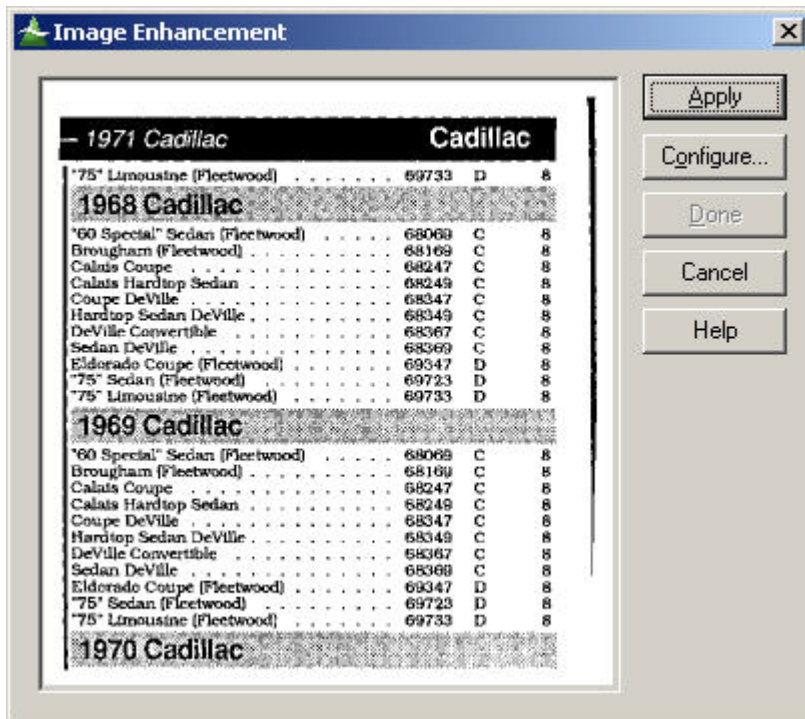 Image Enhancement
– 1971 Cadillac Cadillac
"75" Limousine (Fleetwood) . . . . . . . 69733 D 8
1968 Cadillac
"60 Special" Sedan (Fleetwood) . . . . . 68069 C 8
Brougham (Fleetwood) . . . . . . . . . . 68169 C 8
Calais Coupe . . . . . . . . . . . . . 68247 C 8
Calais Hardtop Sedan . . . . . . . . . . 68249 C 8
Coupe DeVille . . . . . . . . . . . . . 68347 C 8
Hardtop Sedan DeVille . . . . . . . . . . 68349 C 8
DeVille Convertible . . . . . . . . . . . 68367 C 8
Sedan DeVille . . . . . . . . . . . . . 68369 C 8
Eldorado Coupe (Fleetwood) . . . . . . . 69347 D 8
"75" Sedan (Fleetwood) . . . . . . . . . 69723 D 8
"75" Limousine (Fleetwood) . . . . . . . 69733 D 8
1969 Cadillac
"60 Special" Sedan (Fleetwood) . . . . . 68069 C 8
Brougham (Fleetwood) . . . . . . . . . . 68169 C 8
Calais Coupe . . . . . . . . . . . . . 68247 C 8
Calais Hardtop Sedan . . . . . . . . . . 68249 C 8
Coupe DeVille . . . . . . . . . . . . . 68347 C 8
Hardtop Sedan DeVille . . . . . . . . . . 68349 C 8
DeVille Convertible . . . . . . . . . . . 68367 C 8
Sedan DeVille . . . . . . . . . . . . . 68369 C 8
Eldorado Coupe (Fleetwood) . . . . . . . 69347 D 8
"75" Sedan (Fleetwood) . . . . . . . . . 69723 D 8
"75" Limousine (Fleetwood) . . . . . . . 69733 D 8
1970 Cadillac
Apply
Configure...
Done
Cancel
Help